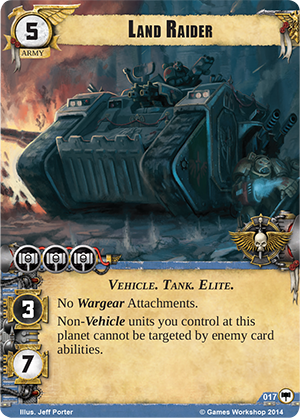 5
LAND RAIDER
ARMY
VEHICLE. TANK. ELITE.
3
No Wargear Attachments.
Non-Vehicle units you control at this
planet cannot be targeted by enemy card
abilities.
7
017
Illus. Jeff Porter
© Games Workshop 2014